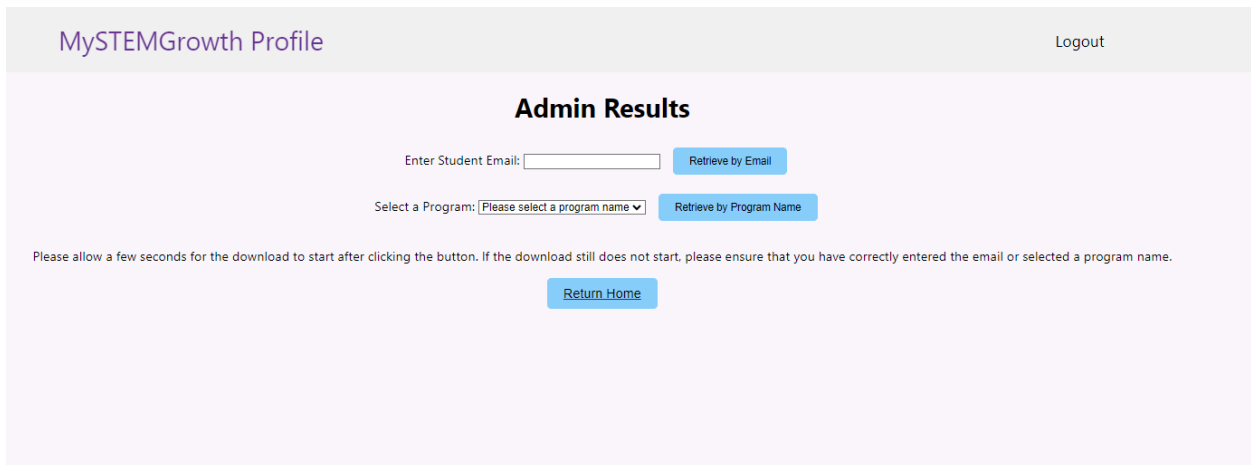 MySTEMGrowth Profile Logout
Admin Results
Enter Student Email: Retrieve by Email
Select a Program: Please select a program name Retrieve by Program Name
Please allow a few seconds for the download to start after clicking the button. If the download still does not start, please ensure that you have correctly entered the email or selected a program name.
Return Home